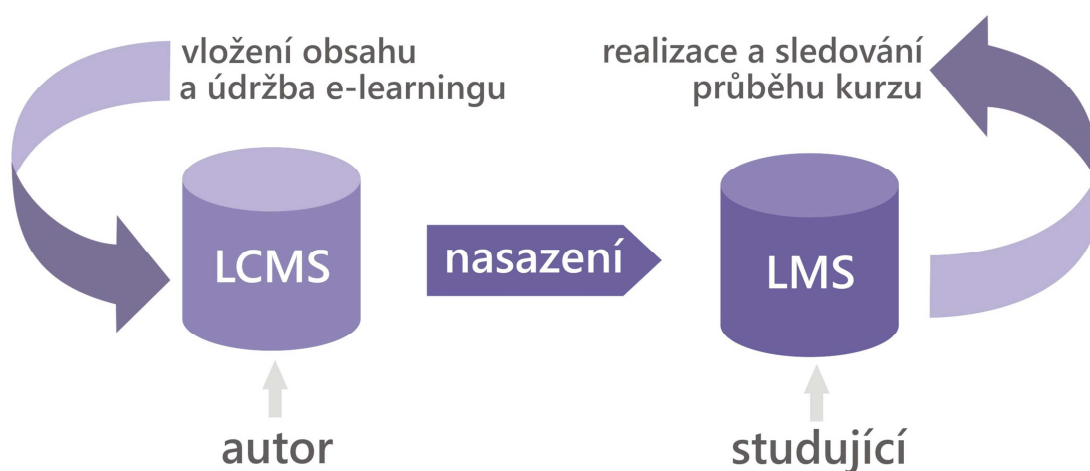 vložení obsahu
a údržba e-learningu
realizace a sledování
průběhu kurzu
LCMS
nasazení
LMS
autor
studující